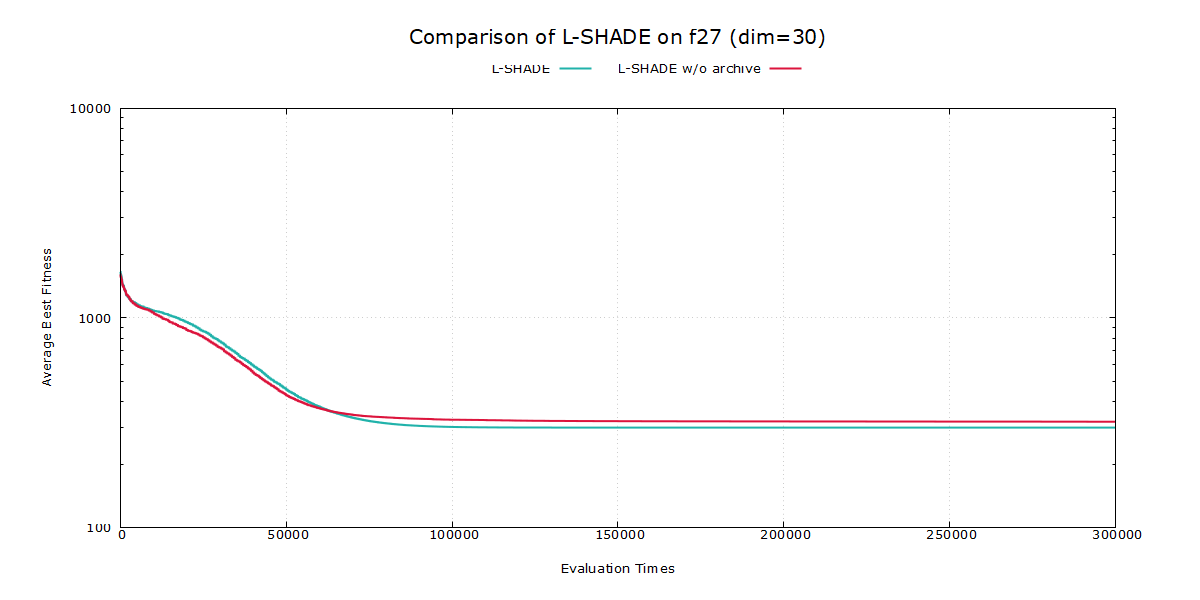 Comparison of L-SHADE on f27 (dim=30)
L-SHADE L-SHADE w/o archive
10000
1000
100
Average Best Fitness
0 50000 100000 150000 200000 250000 300000
Evaluation Times